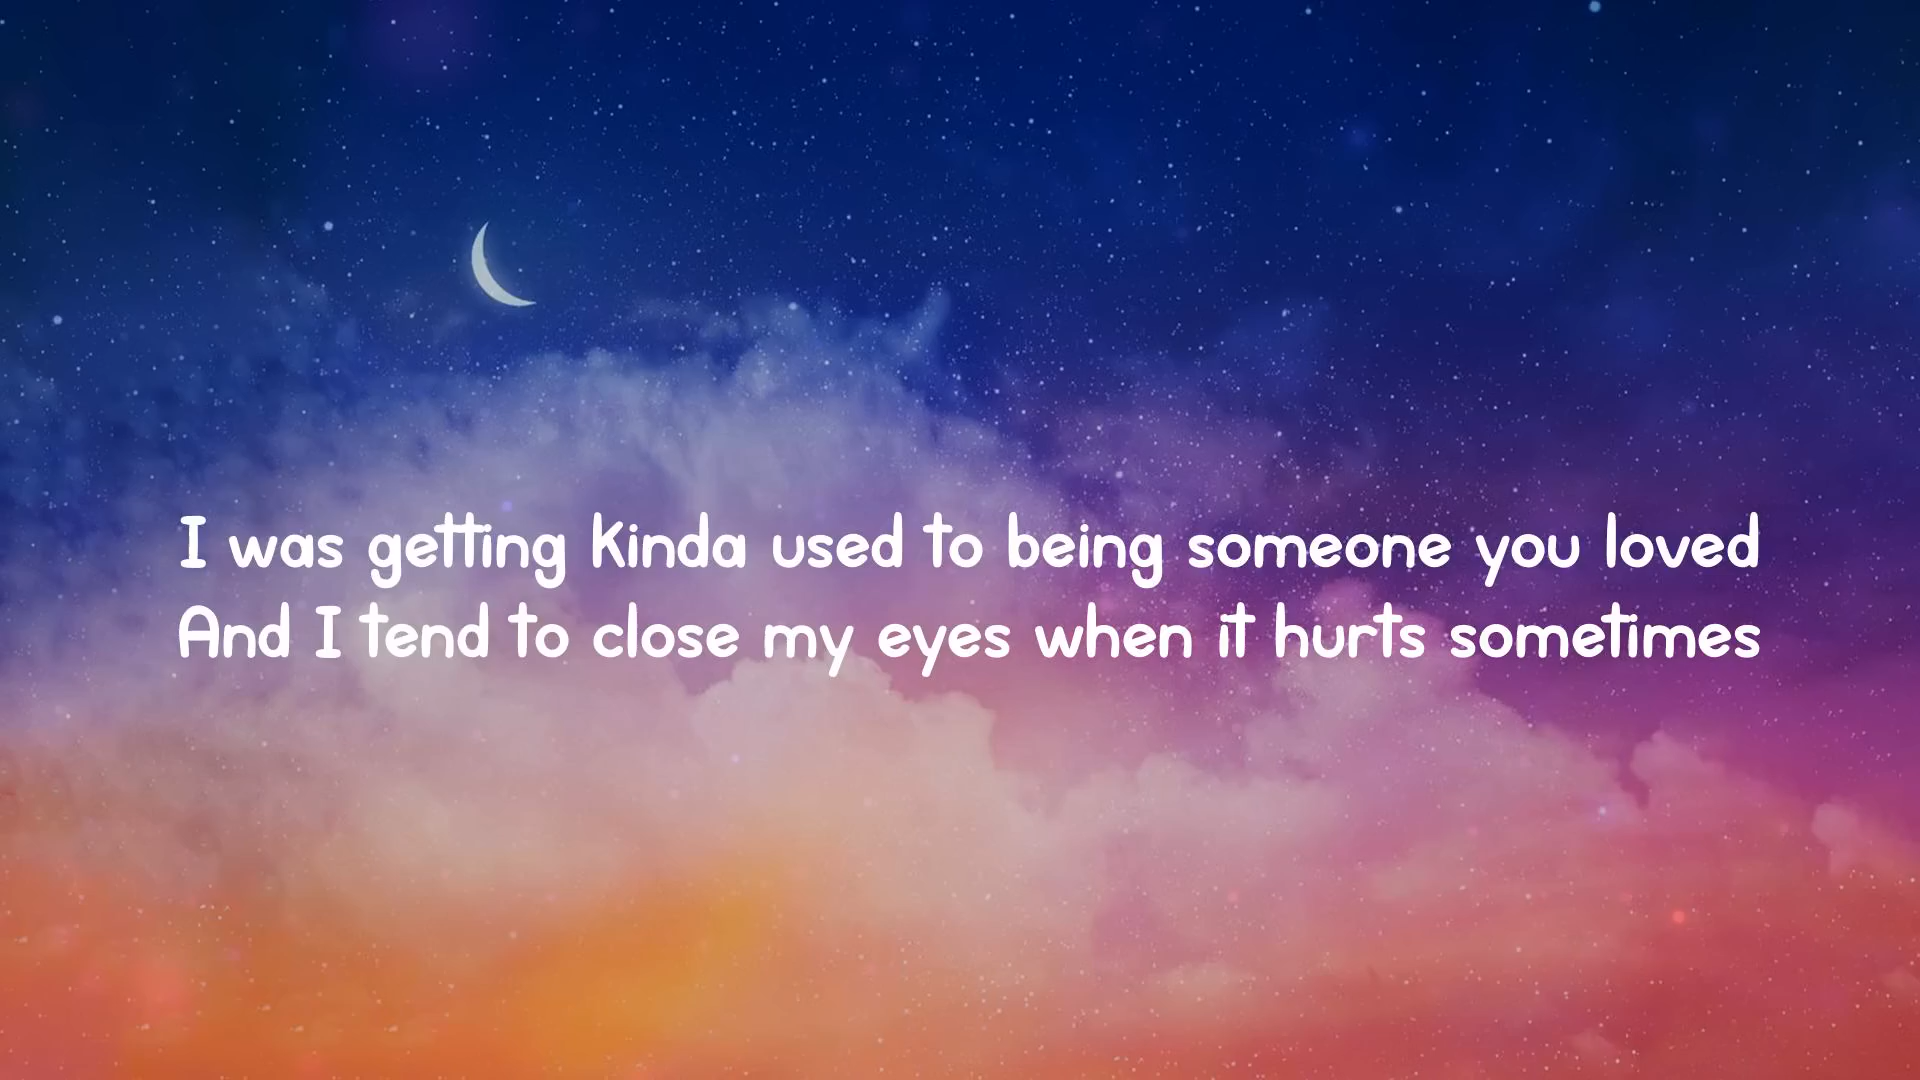 I was getting kinda used to being someone you loved
And I tend to close my eyes when it hurts sometimes